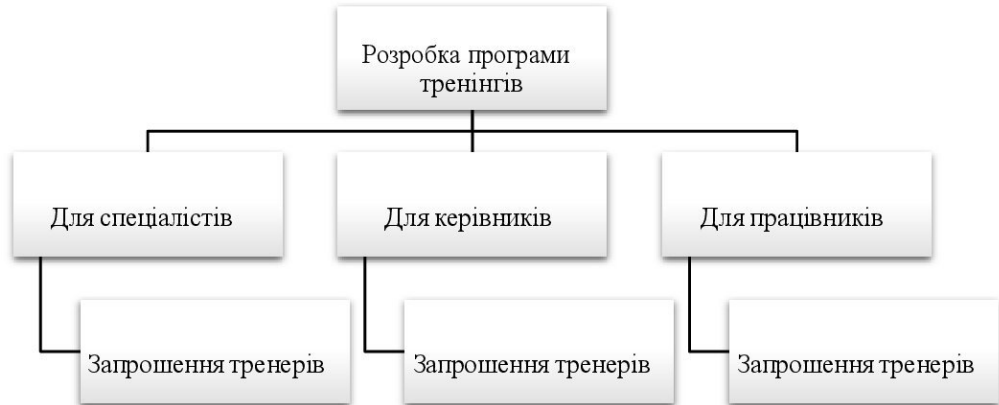 Розробка програми
тренінгів
Для спеціалістів
Для керівників
Для працівників
Запрошення тренерів
Запрошення тренерів
Запрошення тренерів